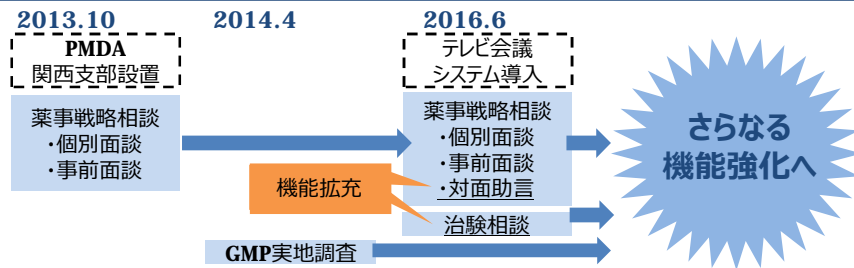 2013.10
2014.4
2016.6
PMDA
関西支部設置
テレビ会議
システム導入
薬事戦略相談
・個別面談
・事前面談
薬事戦略相談
・個別面談
・事前面談
・対面助言
機能拡充
治験相談
GMP実地調査
さらなる
機能強化へ